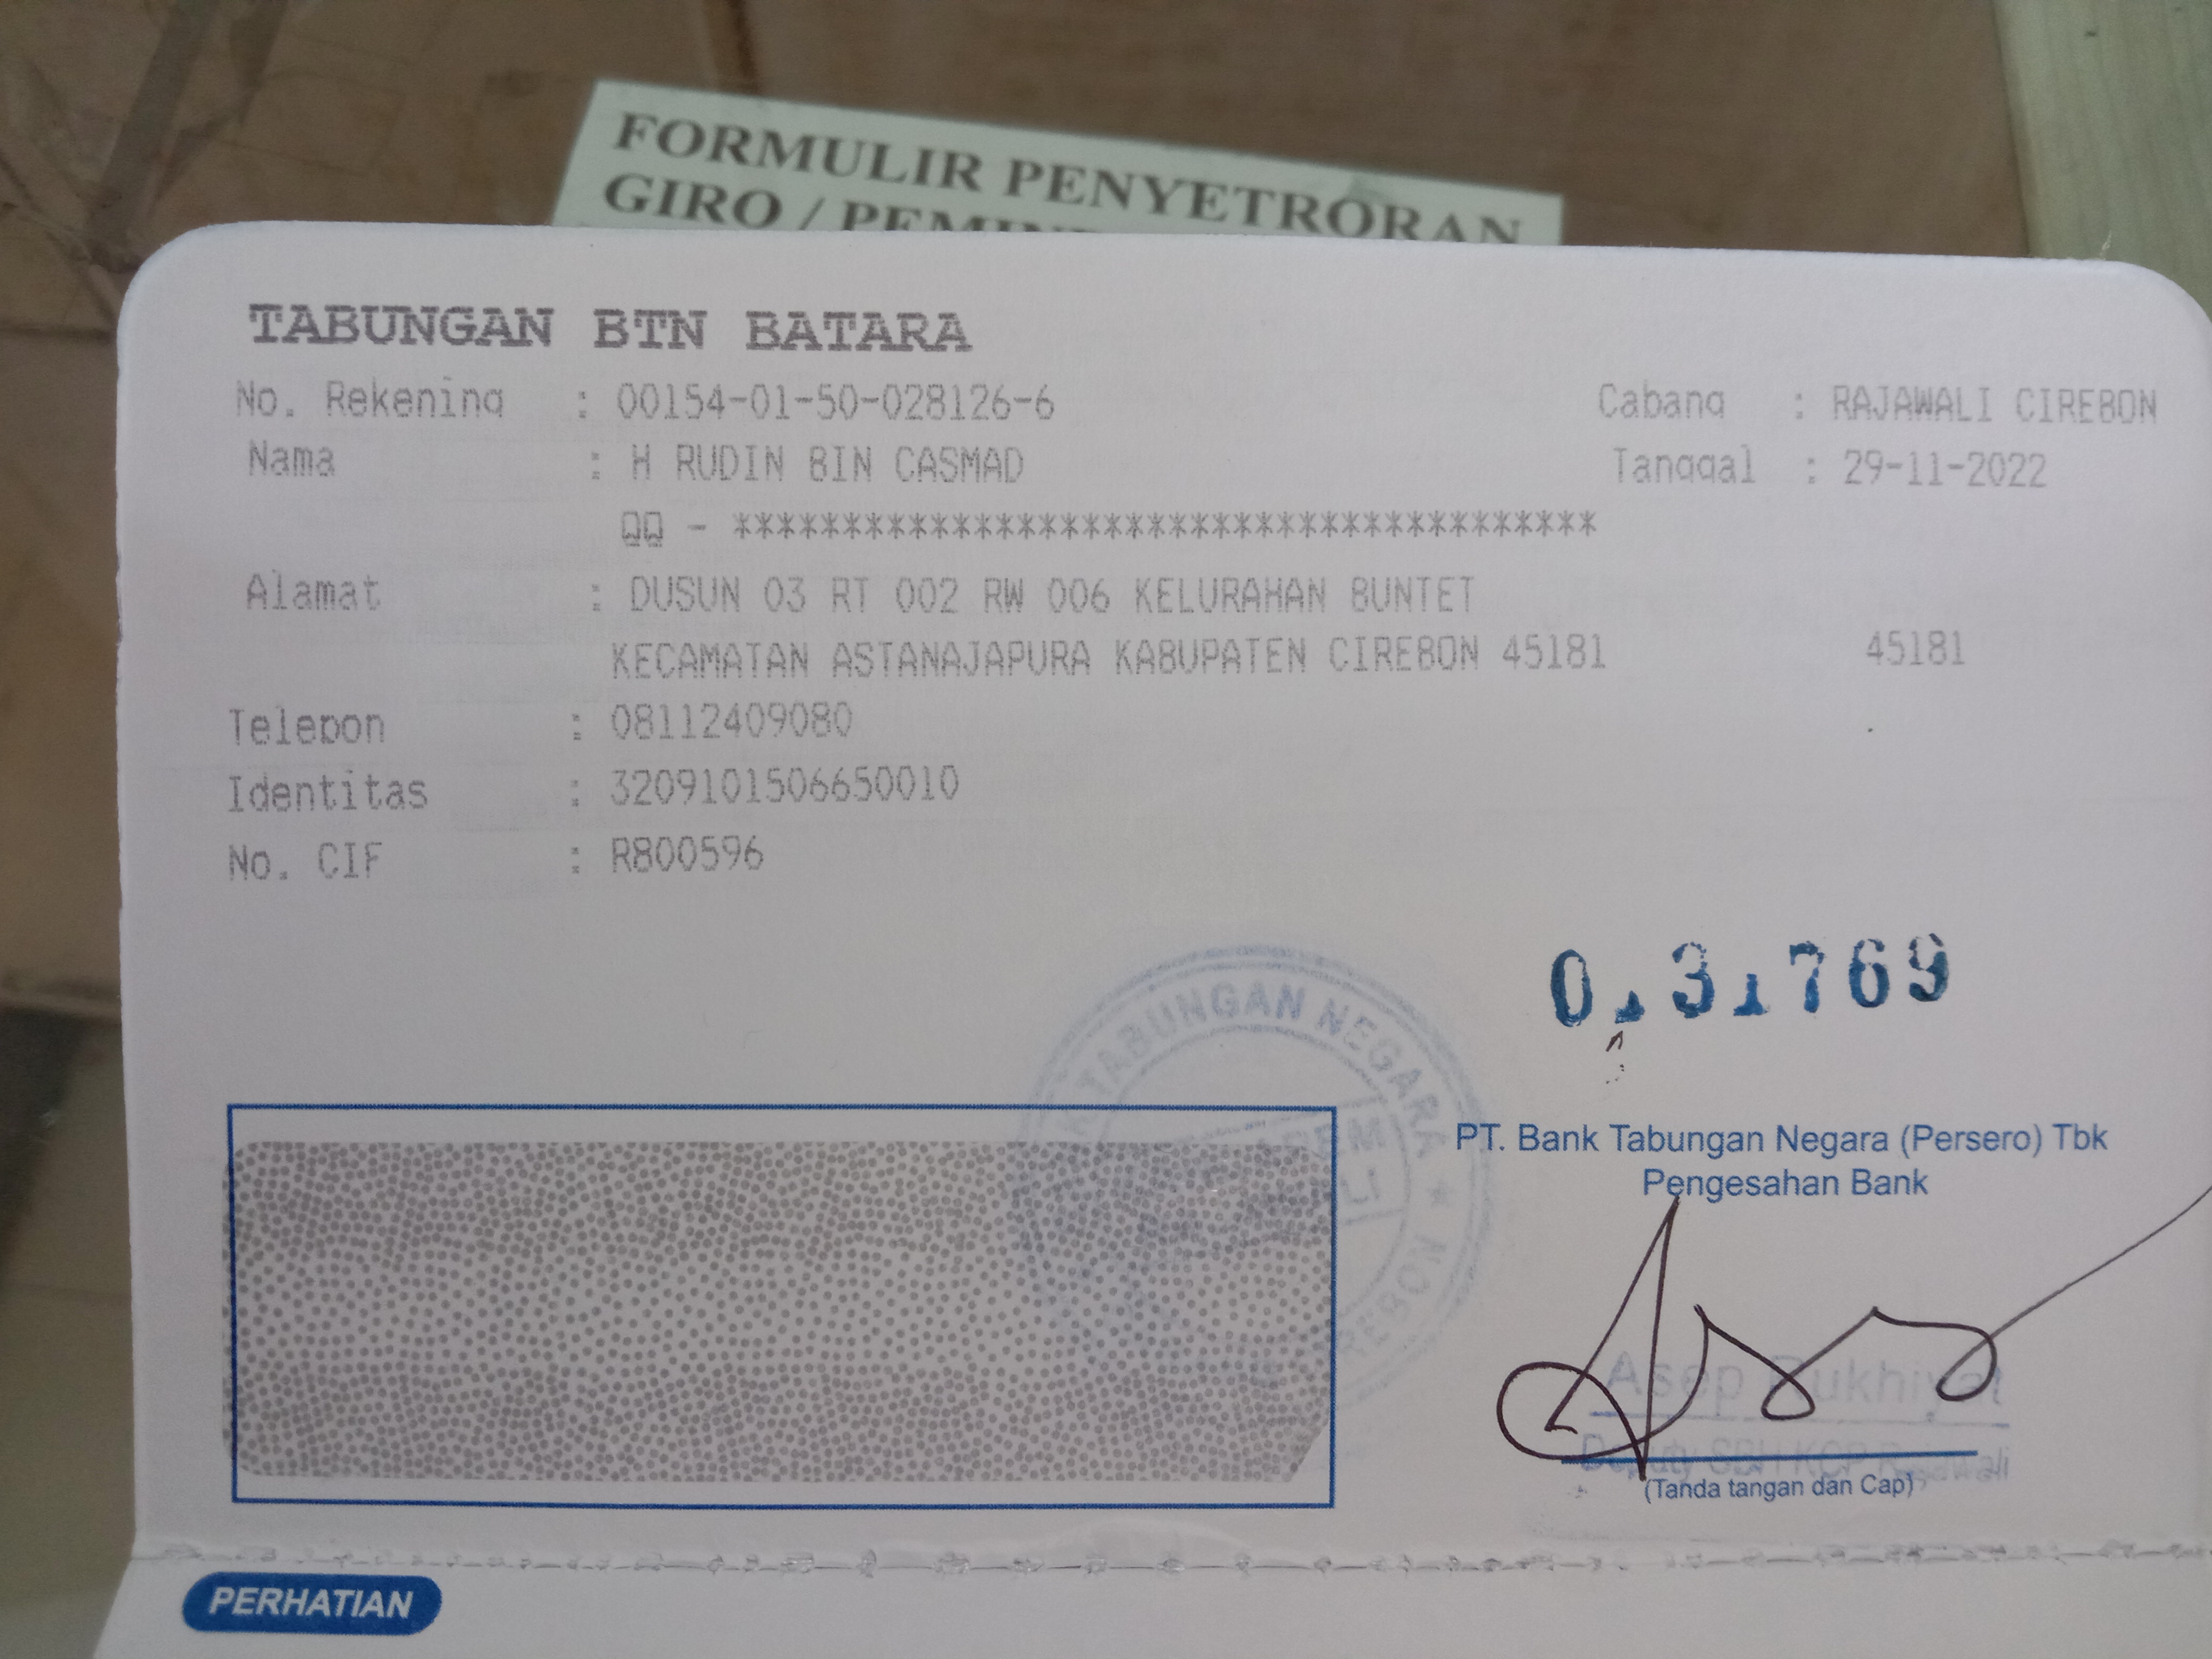 FORMULIR PENYETRORAN
GIRO /
TABUNGAN BTN BATARA
No. Rekening : 00154-01-50-028126-6 Cabang : RAJAWALI CIREBON
Nama : H RUDIN BIN CASMAD Tanggal : 29-11-2022
QQ - ****************************************
Alamat : DUSUN 03 RT 002 RW 006 KELURAHAN BUNTET
KECAMATAN ASTANAJAPURA KABUPATEN CIREBON 45181 45181
Telepon : 08112409080
Identitas : 3209101506650010
No. CIF : R800596
TABUNGAN NEGARA
0131769
PT. Bank Tabungan Negara (Persero) Tbk
Pengesahan Bank
Asep
(Tanda tangan dan Cap)
PERHATIAN